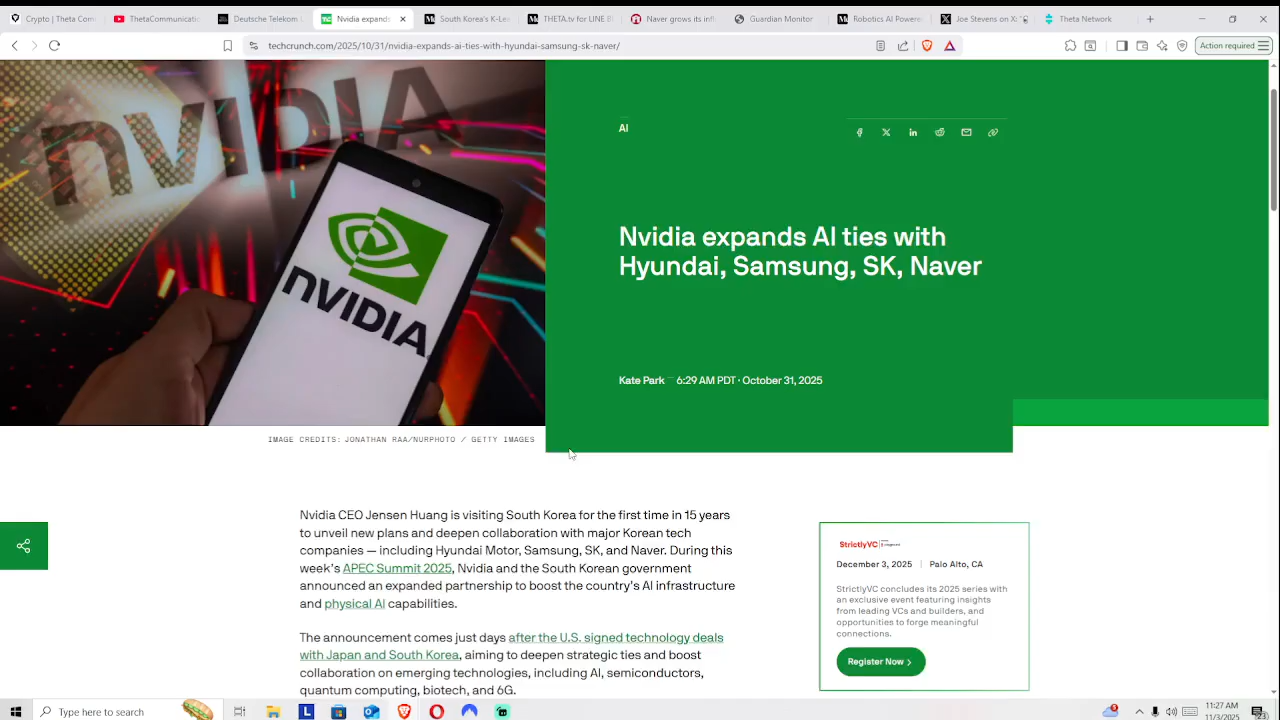 Crypto | Theta Com
ThetaCommunicatio
Deutsche Telekom
Nvidia expands
South Korea's K-Le
THETA.tv for LINE B
Naver grows its inf
Guardian Monitor
Robotics AI Powere
Joe Stevens on X: "
Theta Network
techcrunch.com/2025/10/31/nvidia-expands-ai-ties-with-hyundai-samsung-sk-naver/
Action required
NVIDIA
NVIDIA
AI
Nvidia expands AI ties with
Hyundai, Samsung, SK, Naver
Kate Park — 6:29 AM PDT · October 31, 2025
IMAGE CREDITS: JONATHAN RAA/NURPHOTO / GETTY IMAGES
Nvidia CEO Jensen Huang is visiting South Korea for the first time in 15 years
to unveil new plans and deepen collaboration with major Korean tech
companies — including Hyundai Motor, Samsung, SK, and Naver. During this
week's APEC Summit 2025, Nvidia and the South Korean government
announced an expanded partnership to boost the country's AI infrastructure
and physical AI capabilities.
The announcement comes just days after the U.S. signed technology deals
with Japan and South Korea, aiming to deepen strategic ties and boost
collaboration on emerging technologies, including AI, semiconductors,
quantum computing, biotech, and 6G.
StrictlyVC
December 3, 2025 | Palo Alto, CA
StrictlyVC concludes its 2025 series with
an exclusive event featuring insights
from leading VCs and builders, and
opportunities to forge meaningful
connections.
Register Now
Type here to search
11:27 AM
11/3/2025